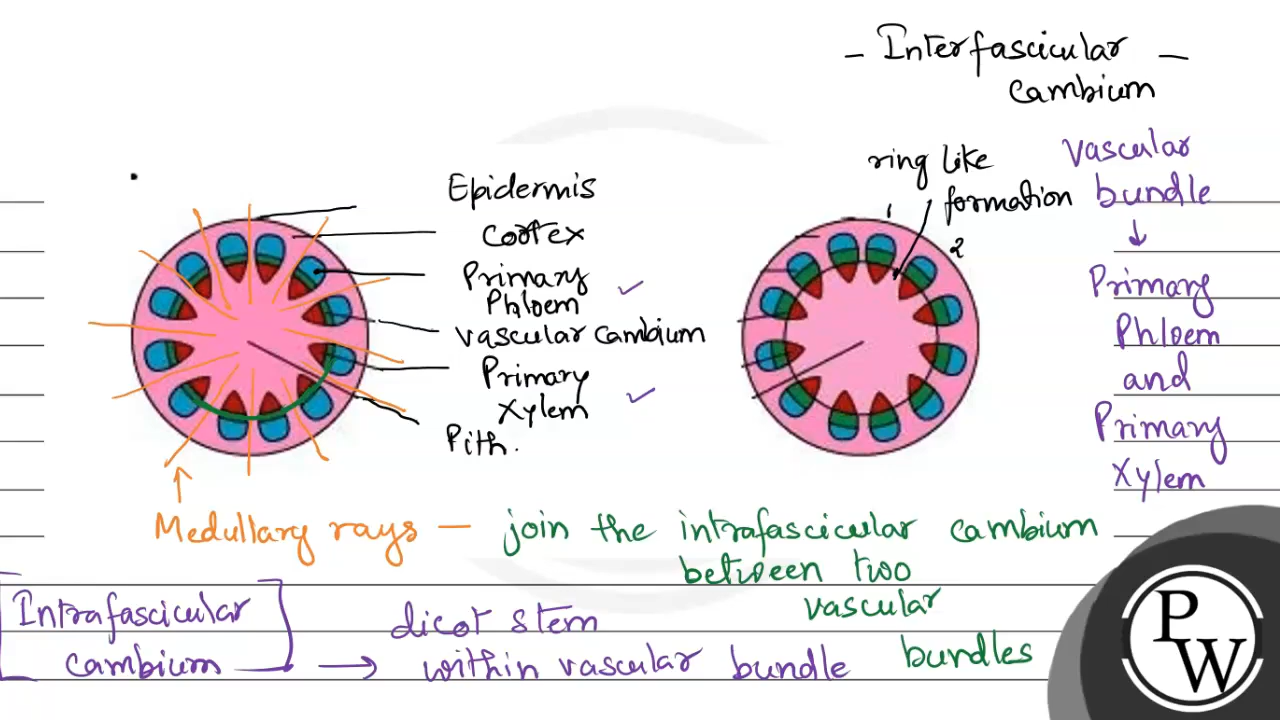 - Interfascicular -
cambium
ring like
formation
1
2
Vascular
bundle
↓
Primary
Phloem
and
Primary
Xylem
Epidermis
Cortex
Primary
Phloem ✓
Vascular cambium
Primary
Xylem ✓
Pith.
Medullary rays - join the intrafascicular cambium
between two
vascular
bundles
Intrafascicular
cambium → dicot stem
within vascular bundle
P
W